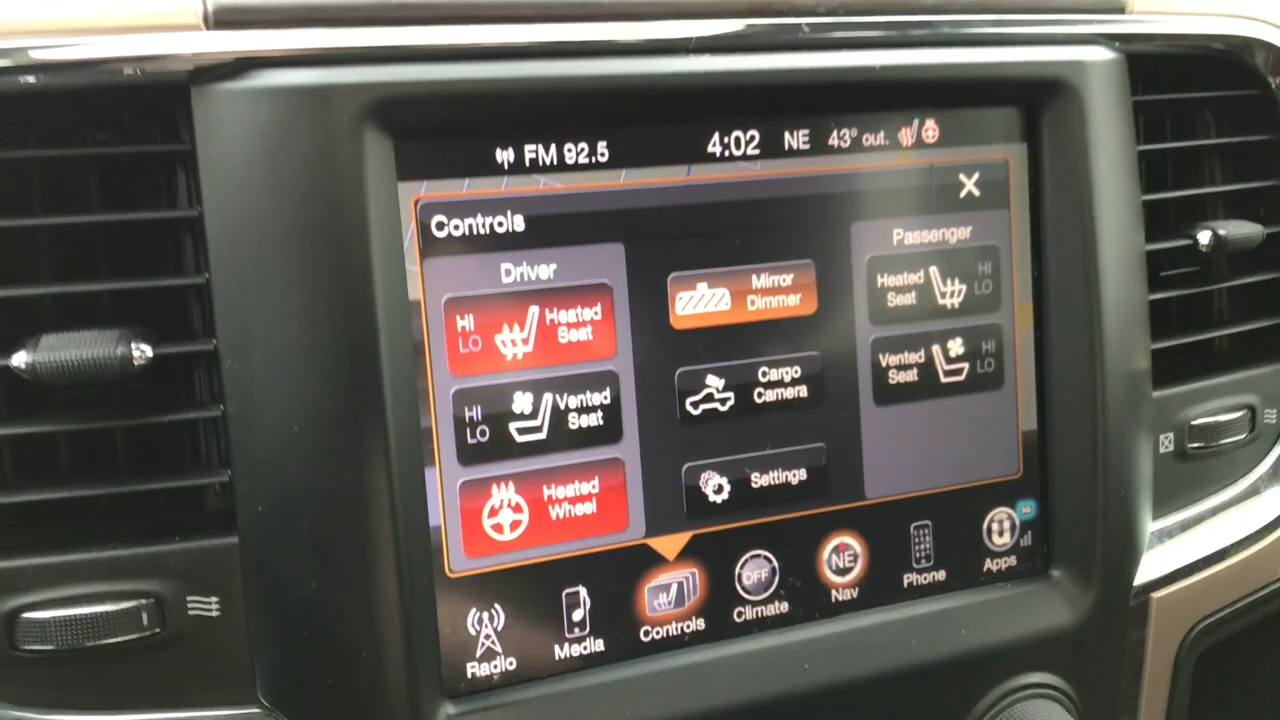 FM 92.5 4:02 NE 43° out.
Controls
Driver
HI
LO
Heated
Seat
HI
LO
Vented
Seat
Heated
Wheel
Mirror
Dimmer
Cargo
Camera
Settings
Passenger
Heated
Seat
HI
LO
Vented
Seat
HI
LO
Radio
Media
Controls
OFF
Climate
NE
Nav
Phone
Apps